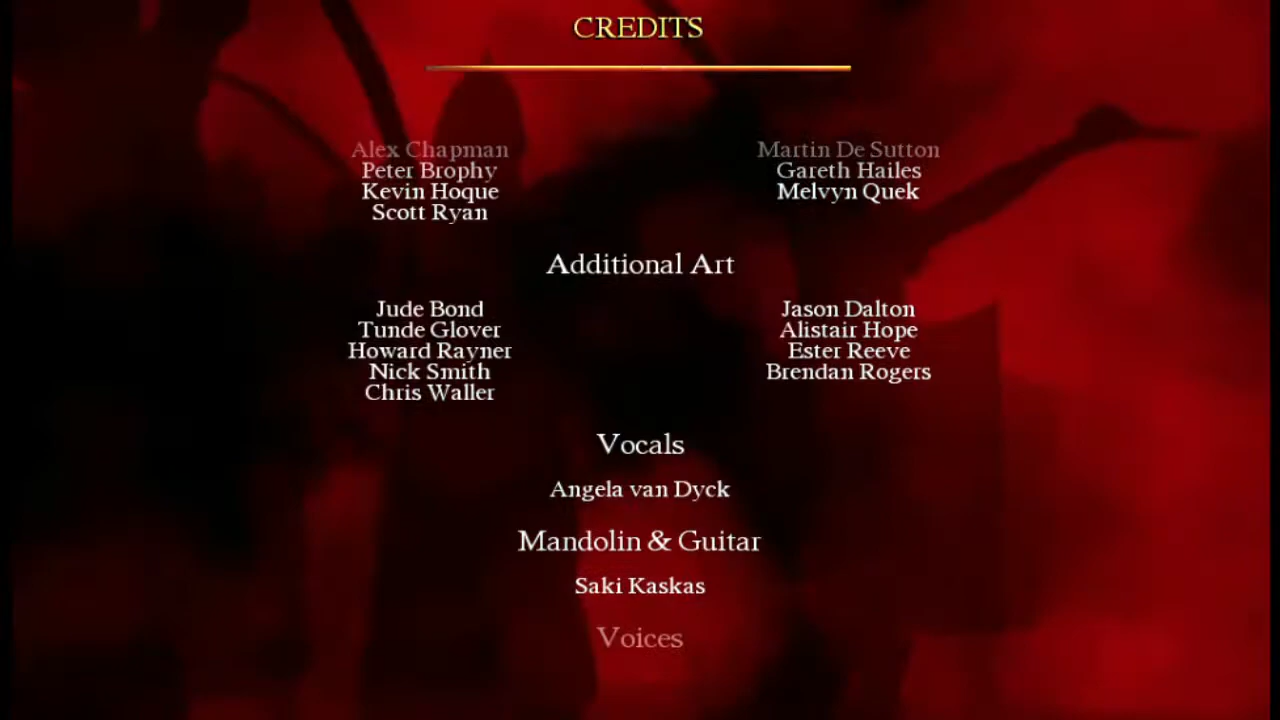 CREDITS
Alex Chapman Martin De Sutton
Peter Brophy Gareth Hailes
Kevin Hoque Melvyn Quek
Scott Ryan
Additional Art
Jude Bond Jason Dalton
Tunde Glover Alistair Hope
Howard Rayner Ester Reeve
Nick Smith Brendan Rogers
Chris Waller
Vocals
Angela van Dyck
Mandolin & Guitar
Saki Kaskas
Voices